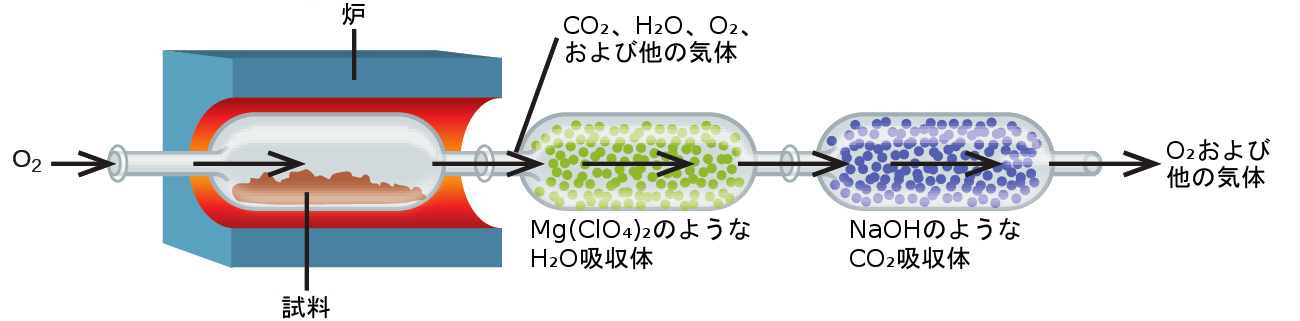 炉
CO₂、H₂O、O₂、
および他の気体
O₂
試料
Mg(ClO₄)₂のような
H₂O吸収体
NaOHのような
CO₂吸収体
O₂および
他の気体